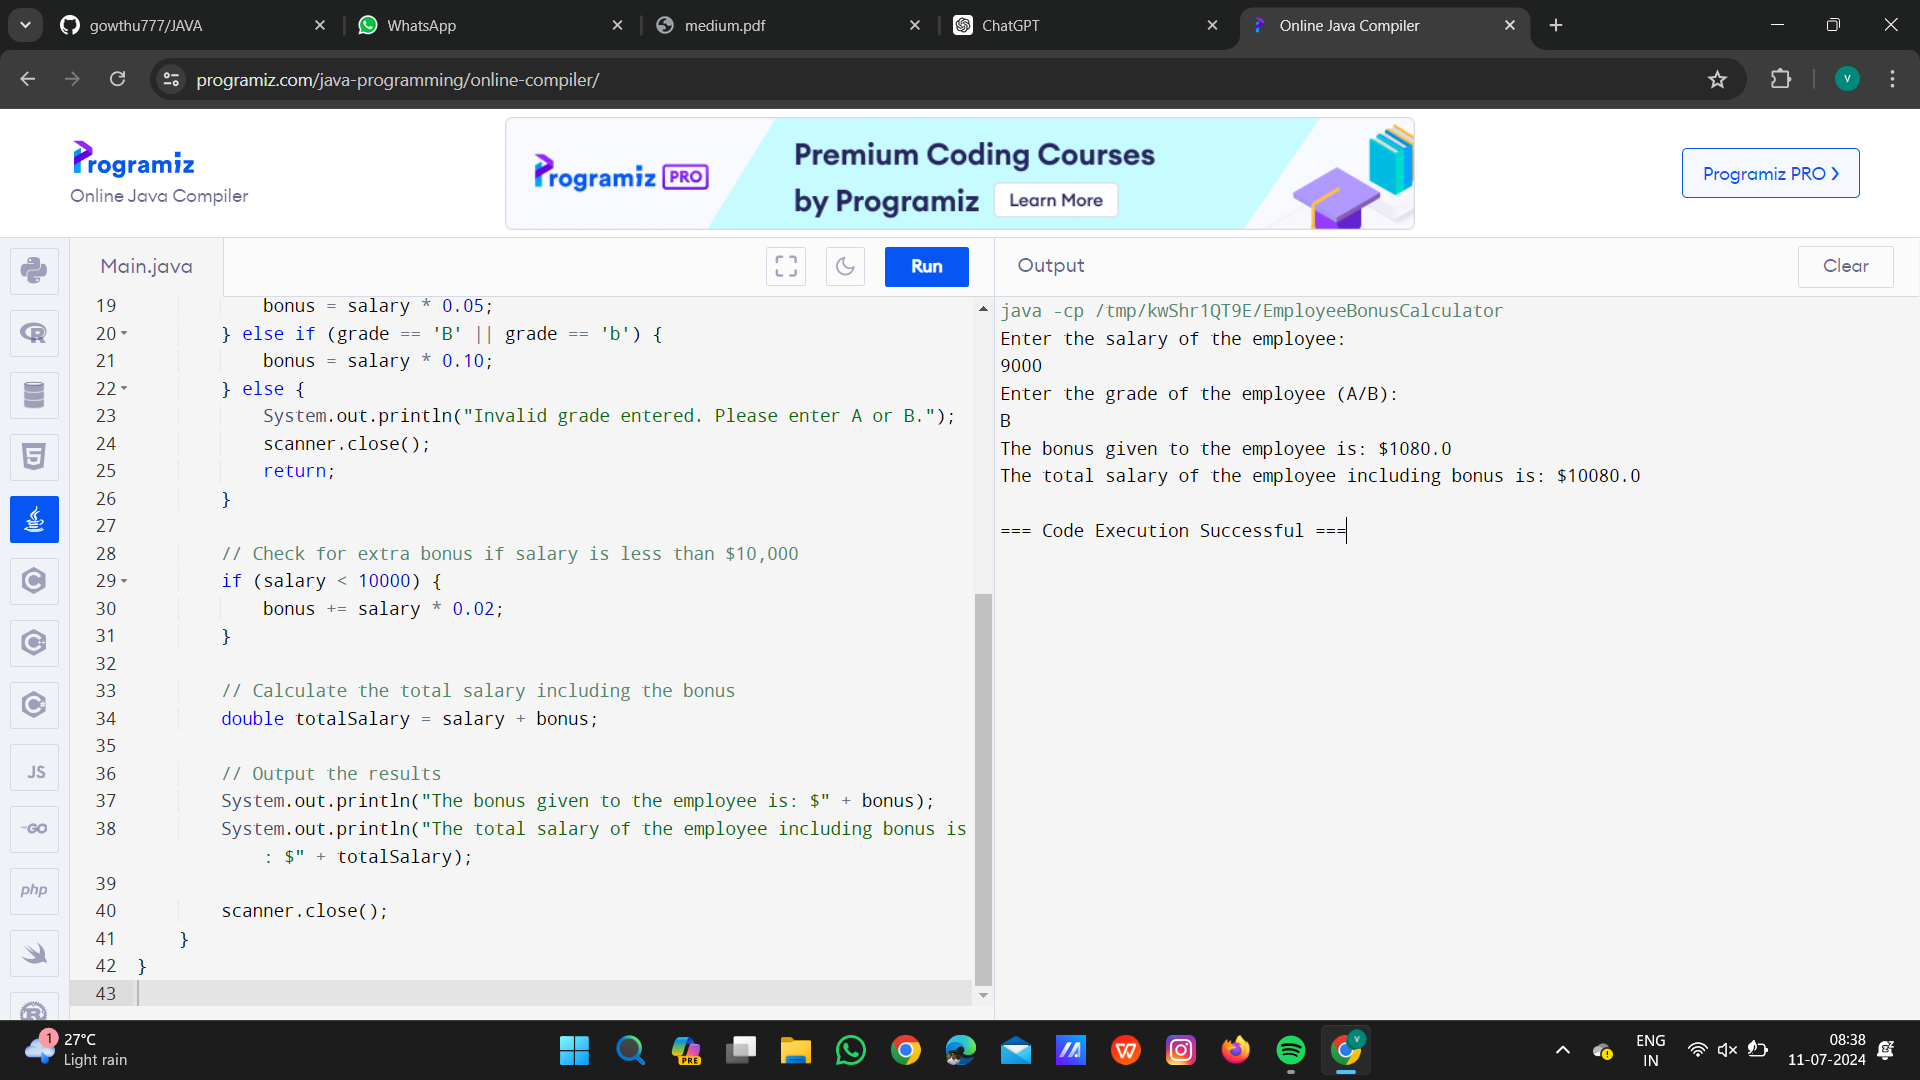 gowthu777/JAVA
WhatsApp
medium.pdf
ChatGPT
Online Java Compiler
programiz.com/java-programming/online-compiler/
V
Programiz
Online Java Compiler
Programiz PRO
Premium Coding Courses
by Programiz
Learn More
Programiz PRO
Main.java
Run
Output
Clear
19 bonus = salary * 0.05;
20 } else if (grade == 'B' || grade == 'b') {
21 bonus = salary * 0.10;
22 } else {
23 System.out.println("Invalid grade entered. Please enter A or B.");
24 scanner.close();
25 return;
26 }
27
28 // Check for extra bonus if salary is less than $10,000
29 if (salary < 10000) {
30 bonus += salary * 0.02;
31 }
32
33 // Calculate the total salary including the bonus
34 double totalSalary = salary + bonus;
35
36 // Output the results
37 System.out.println("The bonus given to the employee is: $" + bonus);
38 System.out.println("The total salary of the employee including bonus is
: $" + totalSalary);
39
40 scanner.close();
41 }
42 }
43
java -cp /tmp/kwShr1QT9E/EmployeeBonusCalculator
Enter the salary of the employee:
9000
Enter the grade of the employee (A/B):
B
The bonus given to the employee is: $1080.0
The total salary of the employee including bonus is: $10080.0
=== Code Execution Successful ===
JS
GO
php
1
27°C
Light rain
PRE
V
ENG
IN
08:38
11-07-2024